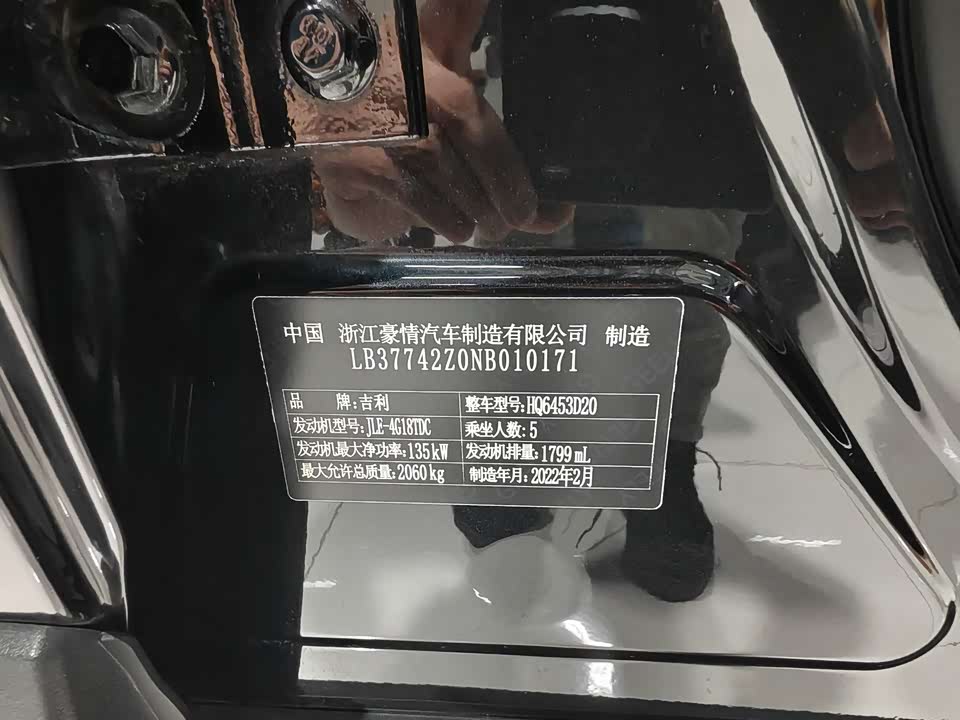 中国 浙江豪情汽车制造有限公司 制造
LB37742Z0NB010171
品 牌:吉利 整车型号:HQ6453D20
发动机型号:JLE-4G18TDC 乘坐人数:5
发动机最大净功率:135kW 发动机排量:1799mL
最大允许总质量:2060kg 制造年月:2022年2月